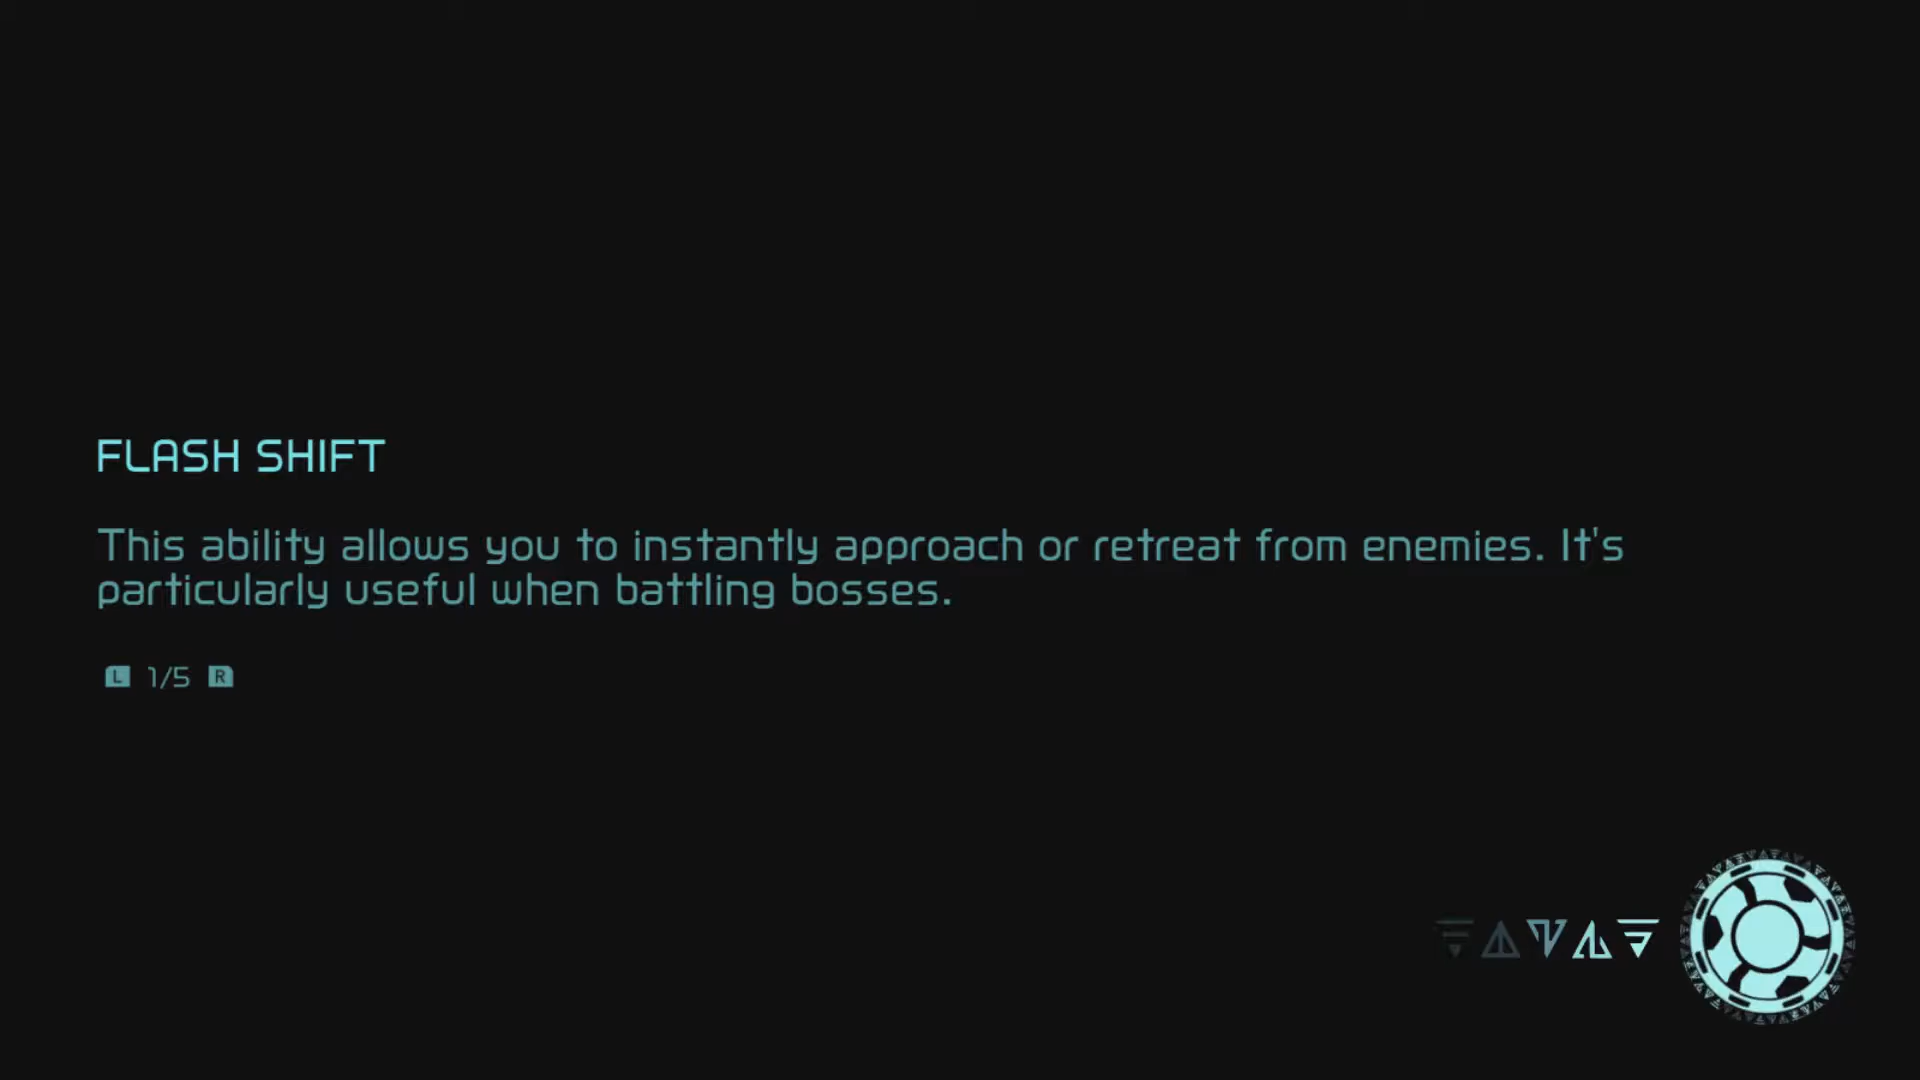 FLASH SHIFT
This ability allows you to instantly approach or retreat from enemies. It's
particularly useful when battling bosses.
L 1/5 R